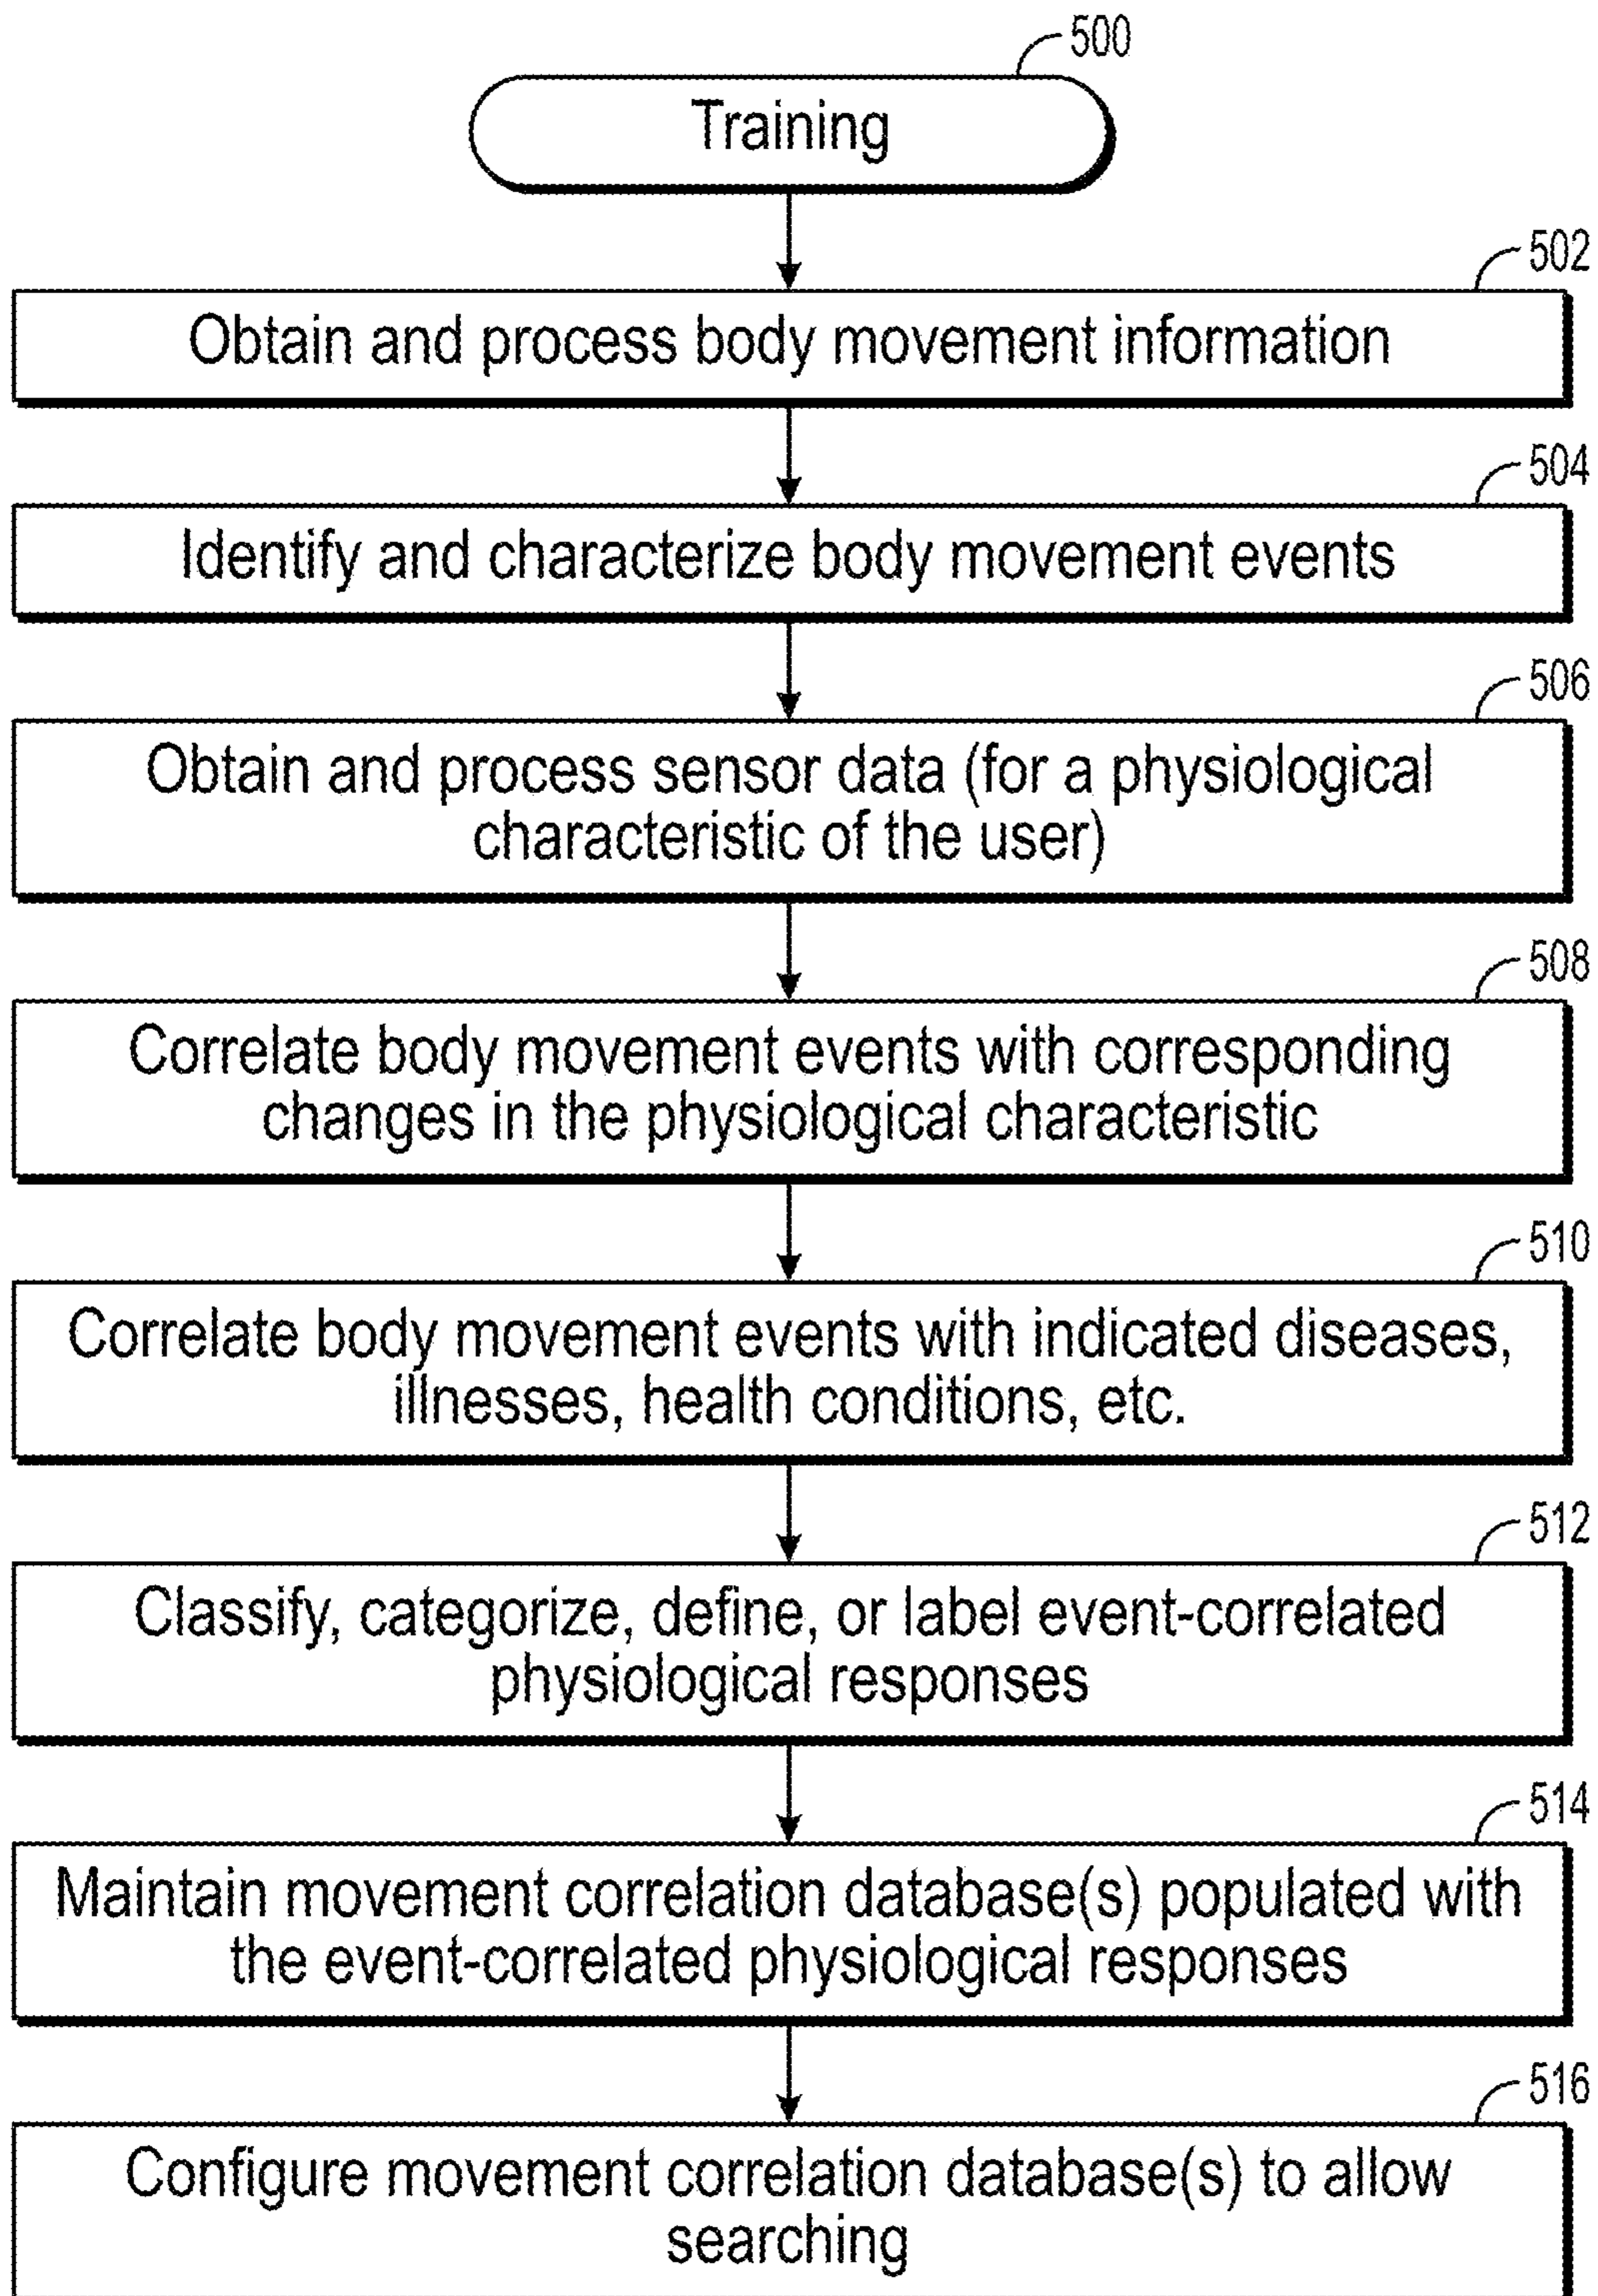 500
Training
502
Obtain and process body movement information
504
Identify and characterize body movement events
506
Obtain and process sensor data (for a physiological
characteristic of the user)
508
Correlate body movement events with corresponding
changes in the physiological characteristic
510
Correlate body movement events with indicated diseases,
illnesses, health conditions, etc.
512
Classify, categorize, define, or label event-correlated
physiological responses
514
Maintain movement correlation database(s) populated with
the event-correlated physiological responses
516
Configure movement correlation database(s) to allow
searching